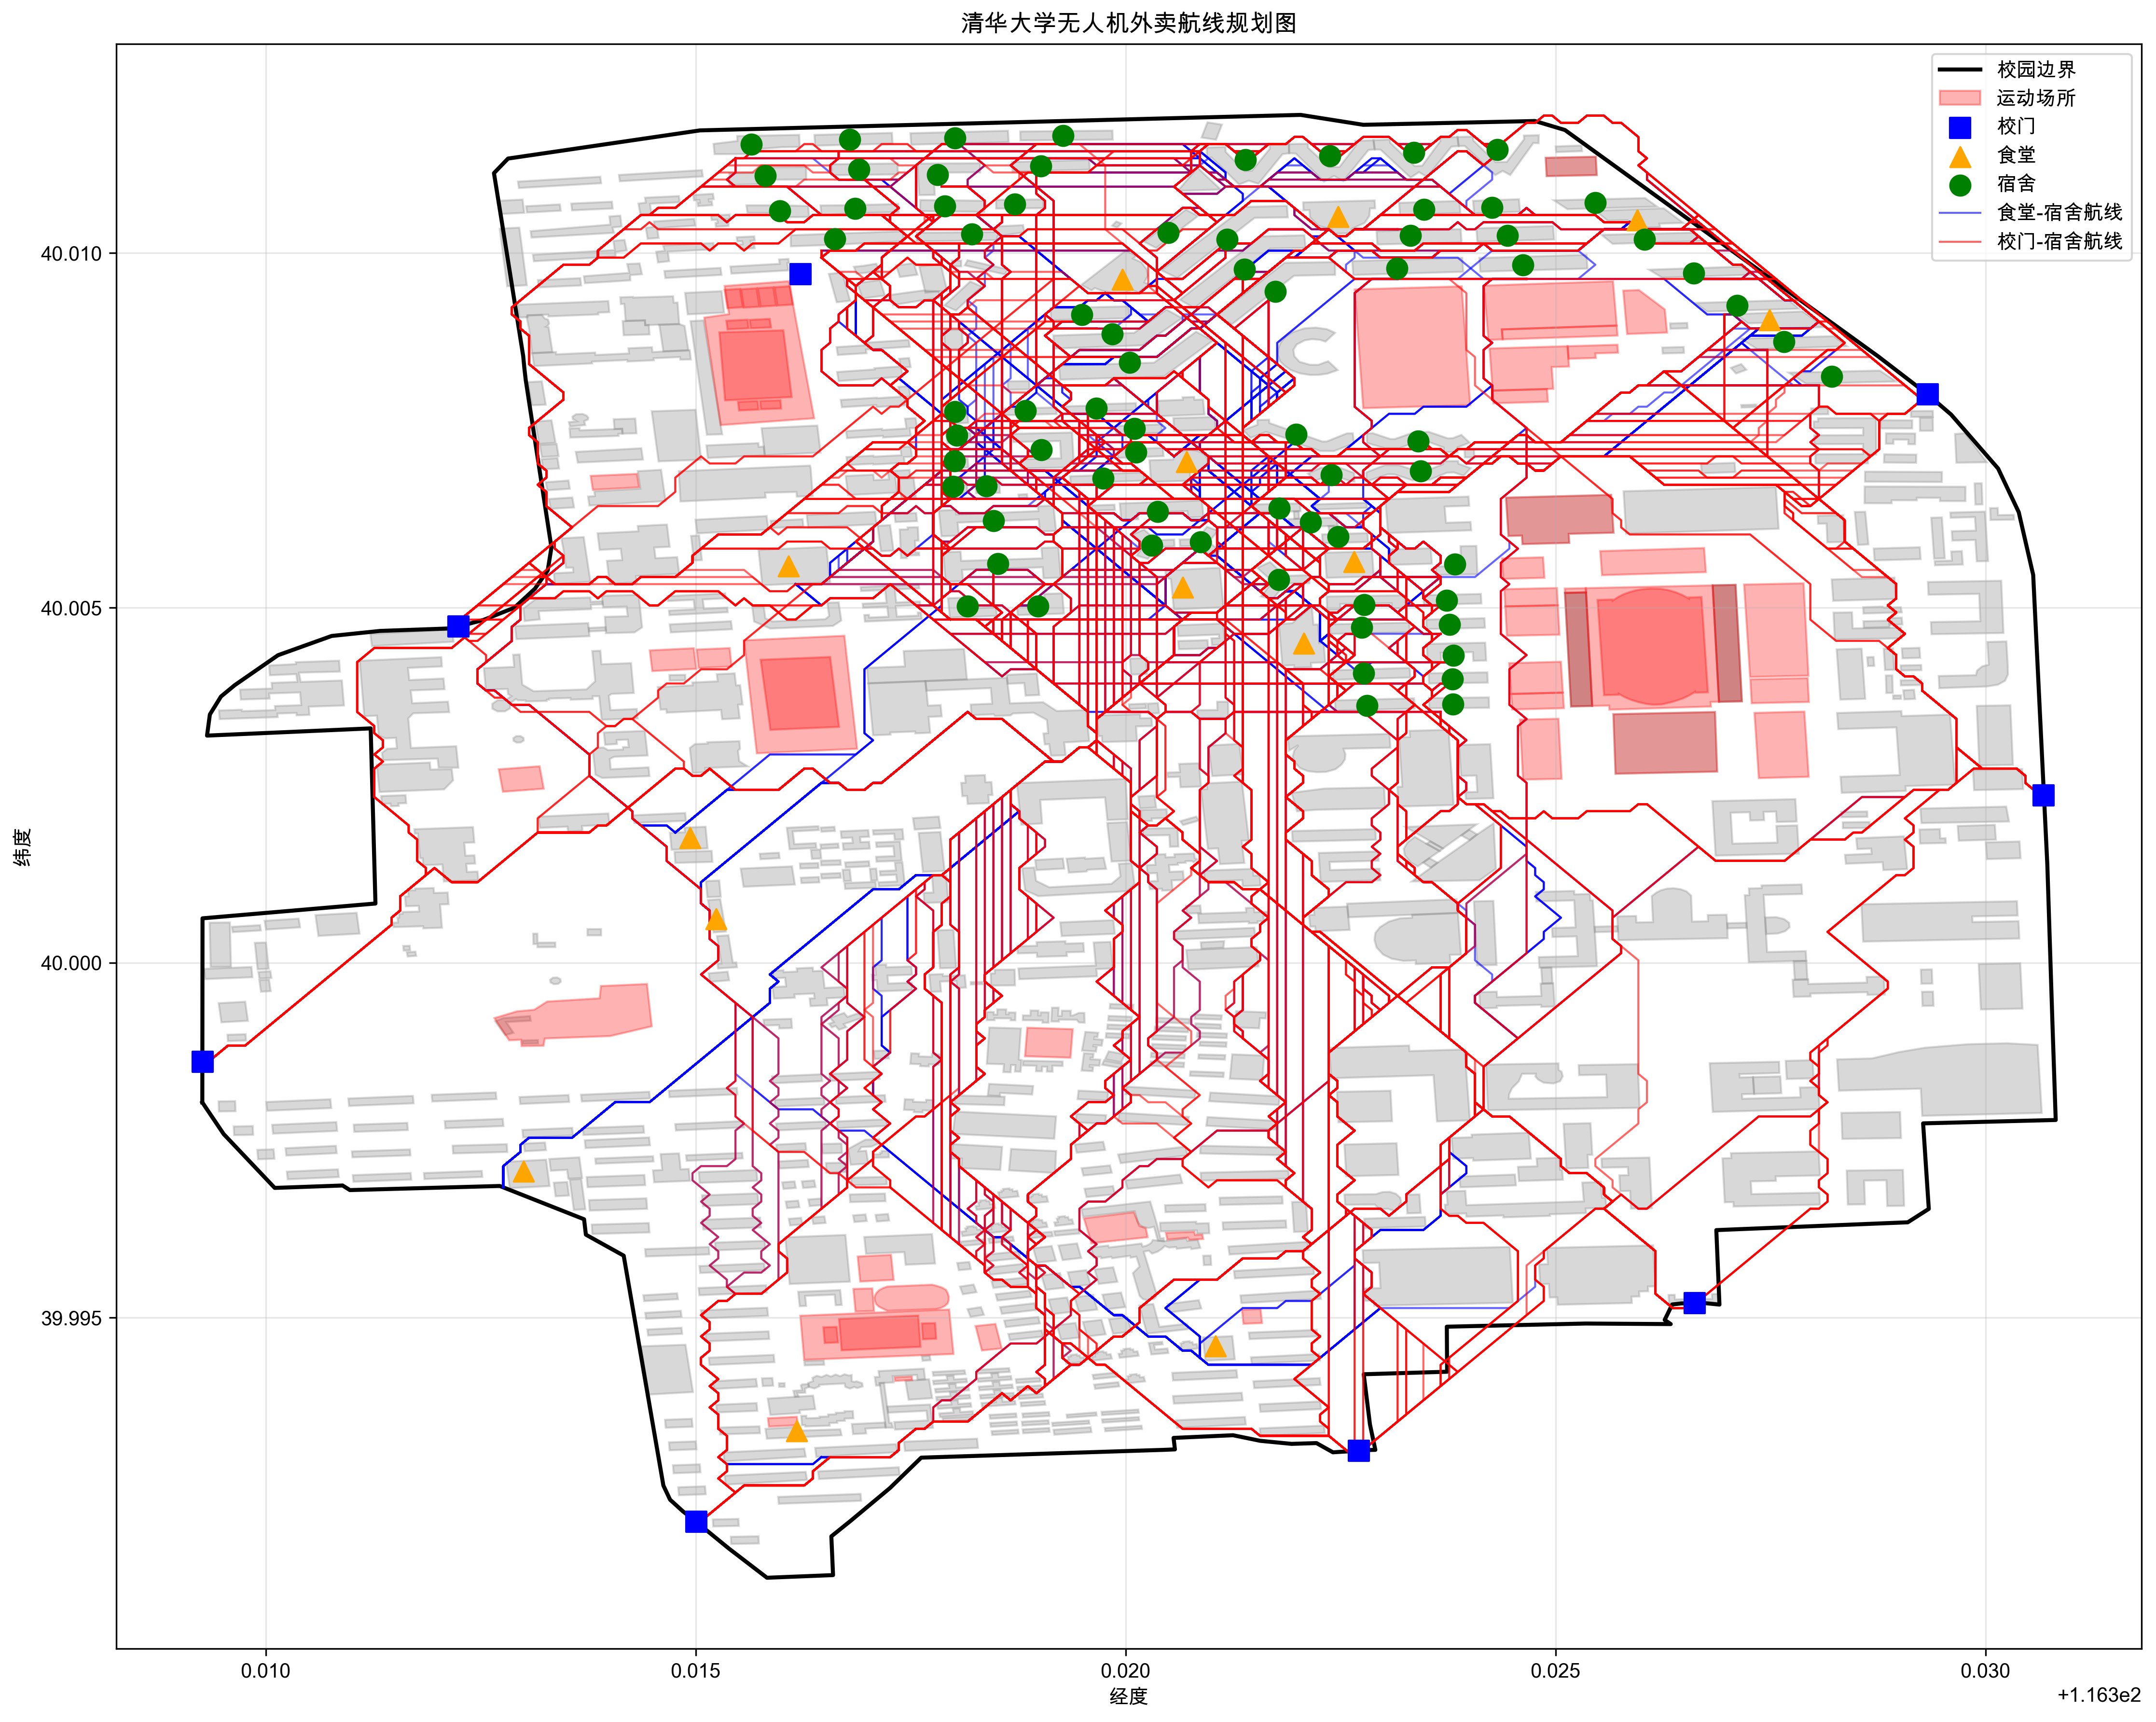 清华大学无人机外卖航线规划图
校园边界
运动场所
校门
食堂
宿舍
食堂-宿舍航线
校门-宿舍航线
40.010
40.005
40.000
39.995
纬度
0.010
0.015
0.020
0.025
0.030
经度
+1.163e2